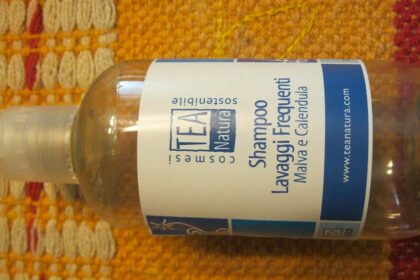 cosmesi
TEA
Natura
sostenibile
Shampoo
Lavaggi Frequenti
Malva e Calendula
www.teanatura.com